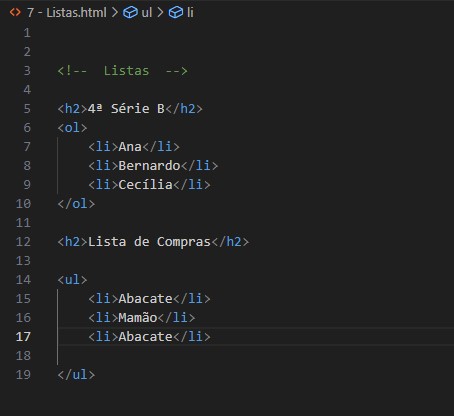 <> 7 - Listas.html > ul > li
1
2
3 <!--  Listas  -->
4
5 <h2>4ª Série B</h2>
6 <ol>
7     <li>Ana</li>
8     <li>Bernardo</li>
9     <li>Cecília</li>
10 </ol>
11
12 <h2>Lista de Compras</h2>
13
14 <ul>
15     <li>Abacate</li>
16     <li>Mamão</li>
17     <li>Abacate</li>
18
19 </ul>